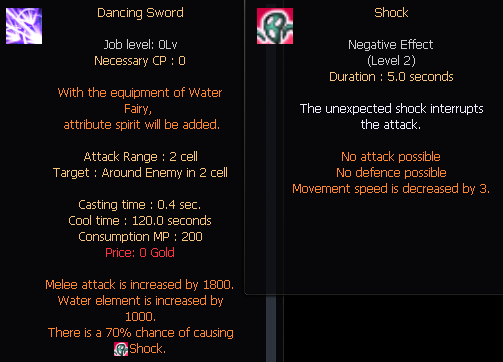 Dancing Sword
Job level: 0Lv
Necessary CP : 0
With the equipment of Water
Fairy,
attribute spirit will be added.
Attack Range : 2 cell
Target : Around Enemy in 2 cell
Casting time : 0.4 sec.
Cool time : 120.0 seconds
Consumption MP : 200
Price: 0 Gold
Melee attack is increased by 1800.
Water element is increased by
1000.
There is a 70% chance of causing
Shock.
Shock
Negative Effect
(Level 2)
Duration : 5.0 seconds
The unexpected shock interrupts
the attack.
No attack possible
No defence possible
Movement speed is decreased by 3.